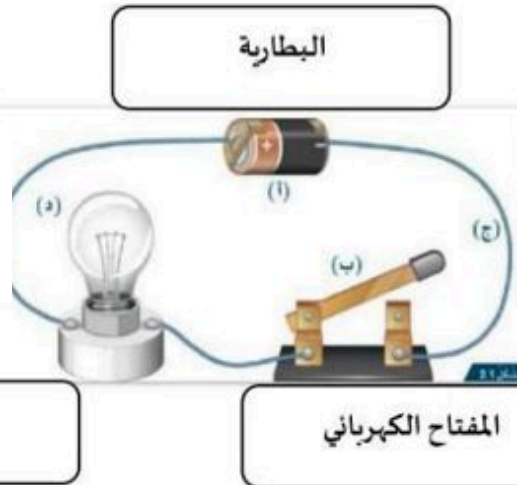 البطارية
+
-
(أ)
(د)
(ج)
(ب)
المفتاح الكهربائي